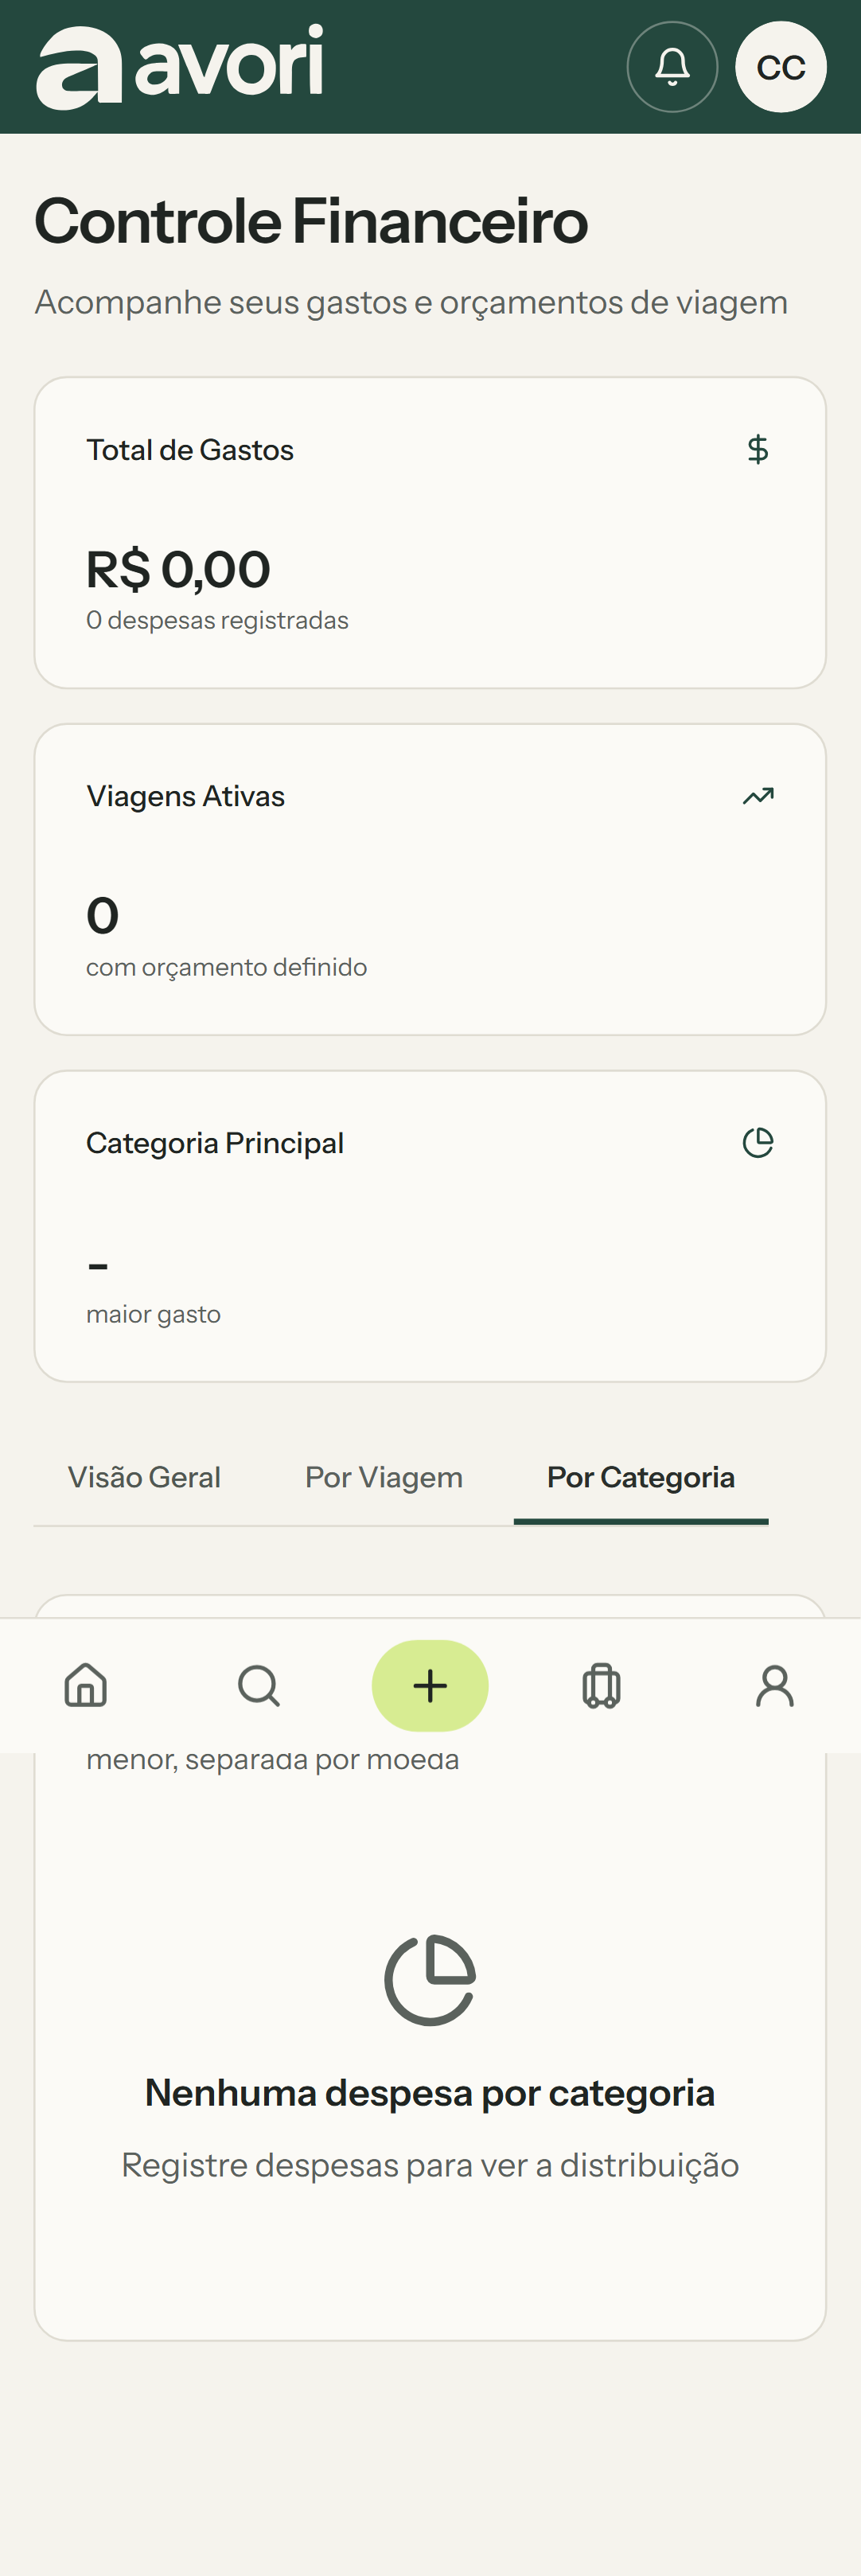 a avori
CC
Controle Financeiro
Acompanhe seus gastos e orçamentos de viagem
Total de Gastos
R$ 0,00
0 despesas registradas
Viagens Ativas
0
com orçamento definido
Categoria Principal
-
maior gasto
Visão Geral
Por Viagem
Por Categoria
menor, separada por moeda
Nenhuma despesa por categoria
Registre despesas para ver a distribuição